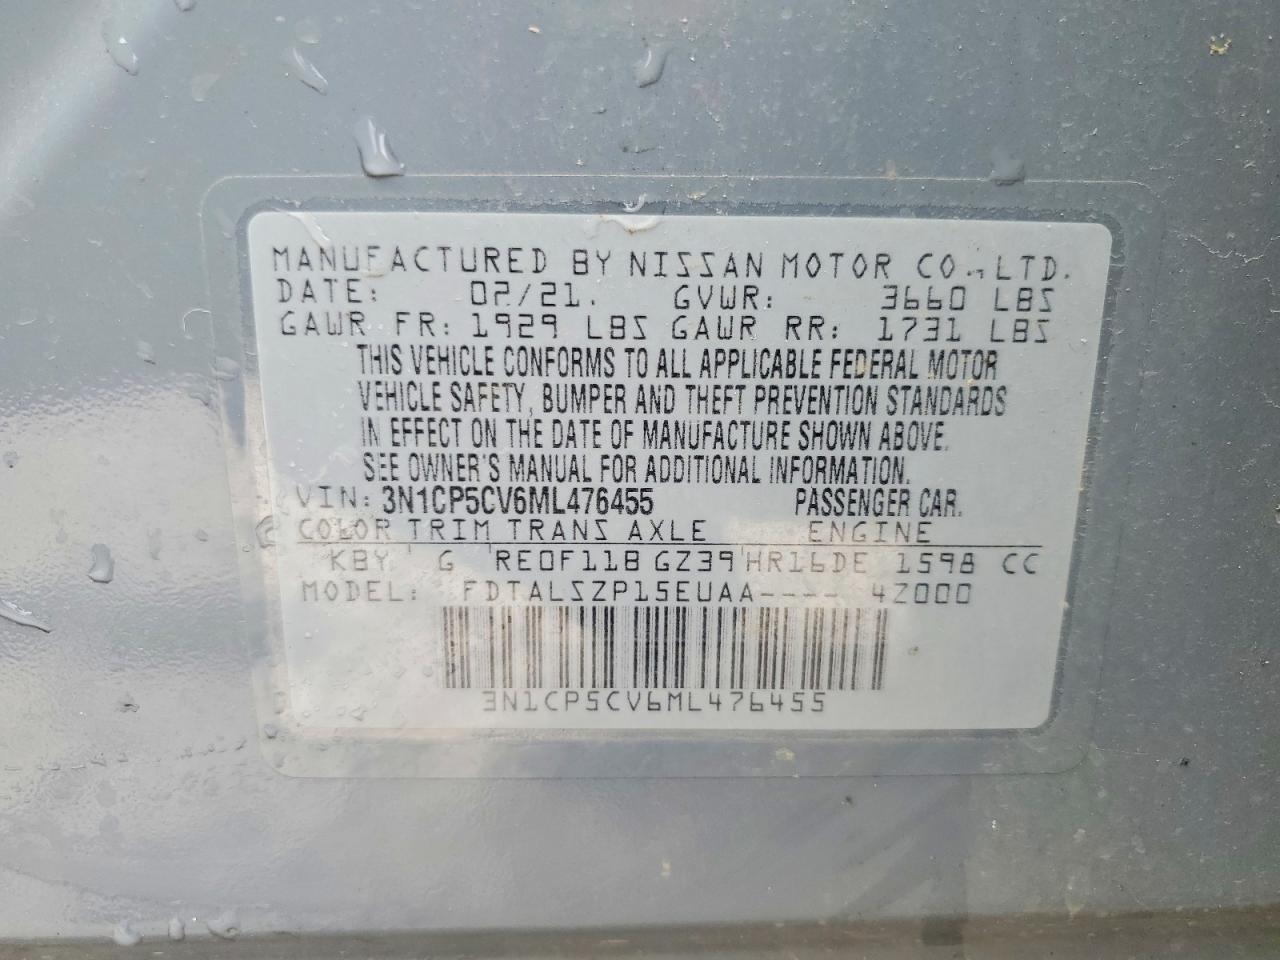 MANUFACTURED BY NISSAN MOTOR CO., LTD.
DATE: 02/21. GVWR: 3660 LBS
GAWR FR: 1929 LBS GAWR RR: 1731 LBS
THIS VEHICLE CONFORMS TO ALL APPLICABLE FEDERAL MOTOR
VEHICLE SAFETY, BUMPER AND THEFT PREVENTION STANDARDS
IN EFFECT ON THE DATE OF MANUFACTURE SHOWN ABOVE.
SEE OWNER'S MANUAL FOR ADDITIONAL INFORMATION.
VIN: 3N1CP5CV6ML476455 PASSENGER CAR.
COLOR TRIM TRANS AXLE ENGINE
KBY G RE0F11B GZ39 HR16DE 1598 CC
MODEL: FDTALSZP15EUAA---- 4Z000
3N1CP5CV6ML476455